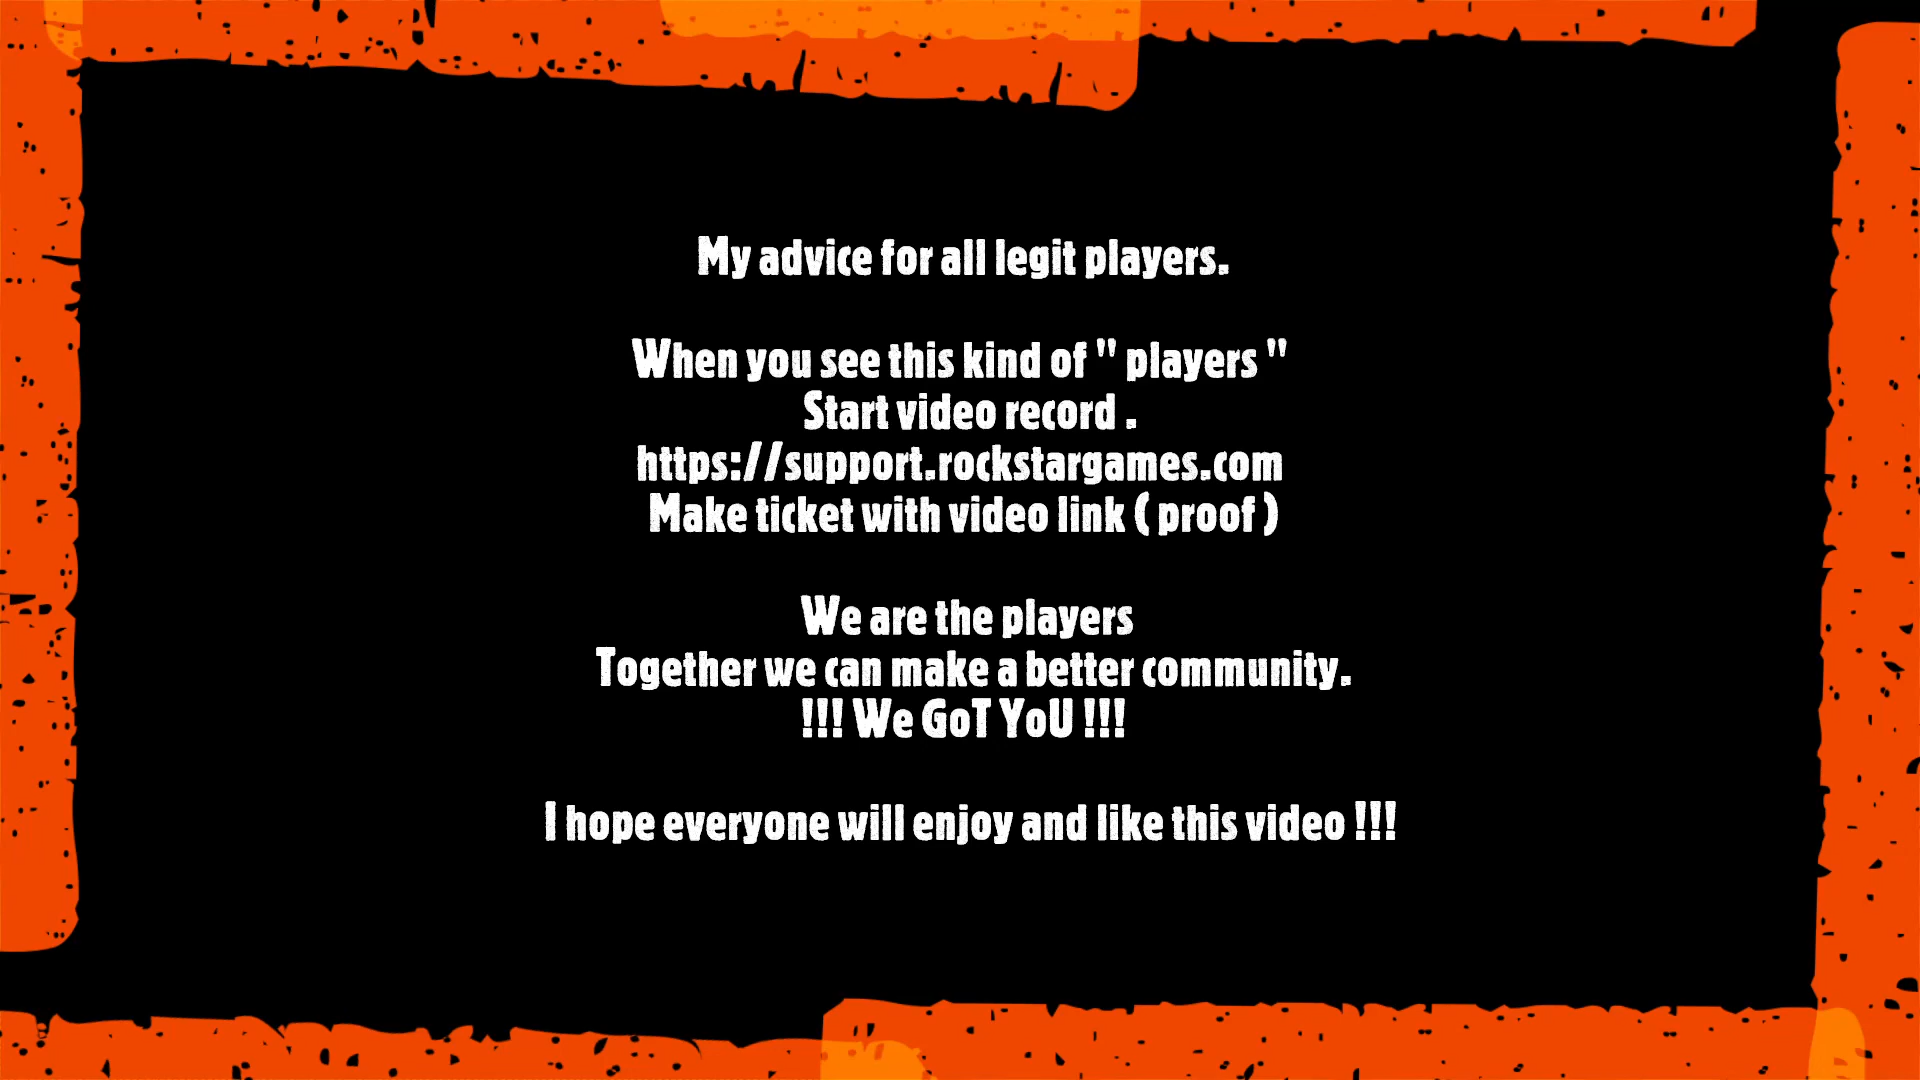 My advice for all legit players.
When you see this kind of " players "
Start video record .
https://support.rockstargames.com
Make ticket with video link ( proof )
We are the players
Together we can make a better community.
!!! We GoT YoU !!!
I hope everyone will enjoy and like this video !!!